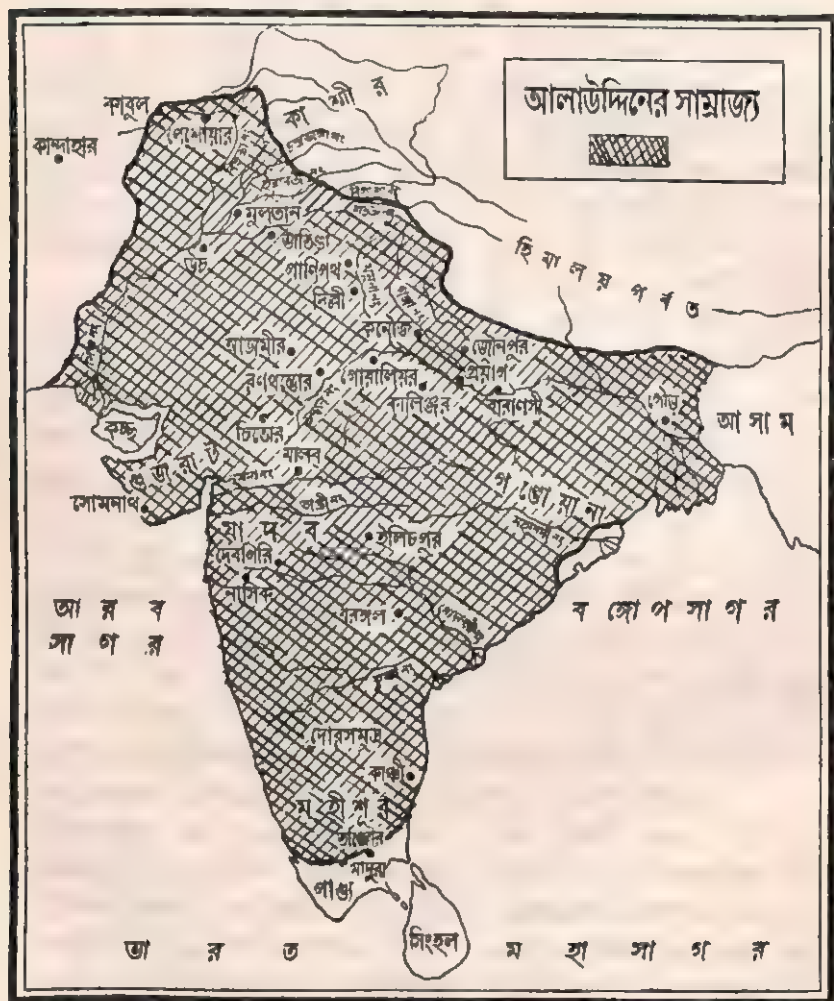 আলাউদ্দিনের সাম্রাজ্য
কাশ্মীর
কাবুল
পেশোয়ার
কান্দাহার
মুলতান
ভাতিণ্ডা
উচ
পাণিপথ
দিল্লী
হিমালয় পর্বত
কনৌজ
আজমীর
জৌনপুর
রণথম্ভোর
গোয়ালিয়র
প্রয়াগ
কালিঞ্জর
বারাণসী
গৌড়
আসাম
কচ্ছ
চিতোর
মালব
গুজরাত
সোমনাথ
তাপ্তী নঃ
গণ্ডোয়ানা
যাদব
ইলিচপুর
দেবগিরি
নাসিক
আরব
সাগর
বরঙ্গল
বঙ্গোপসাগর
কৃষ্ণা নঃ
দোরসমুদ্র
কাঞ্চী
মহীশূর
তাঞ্জোর
মাদুরা
পাণ্ড্য
সিংহল
ভারত মহাসাগর